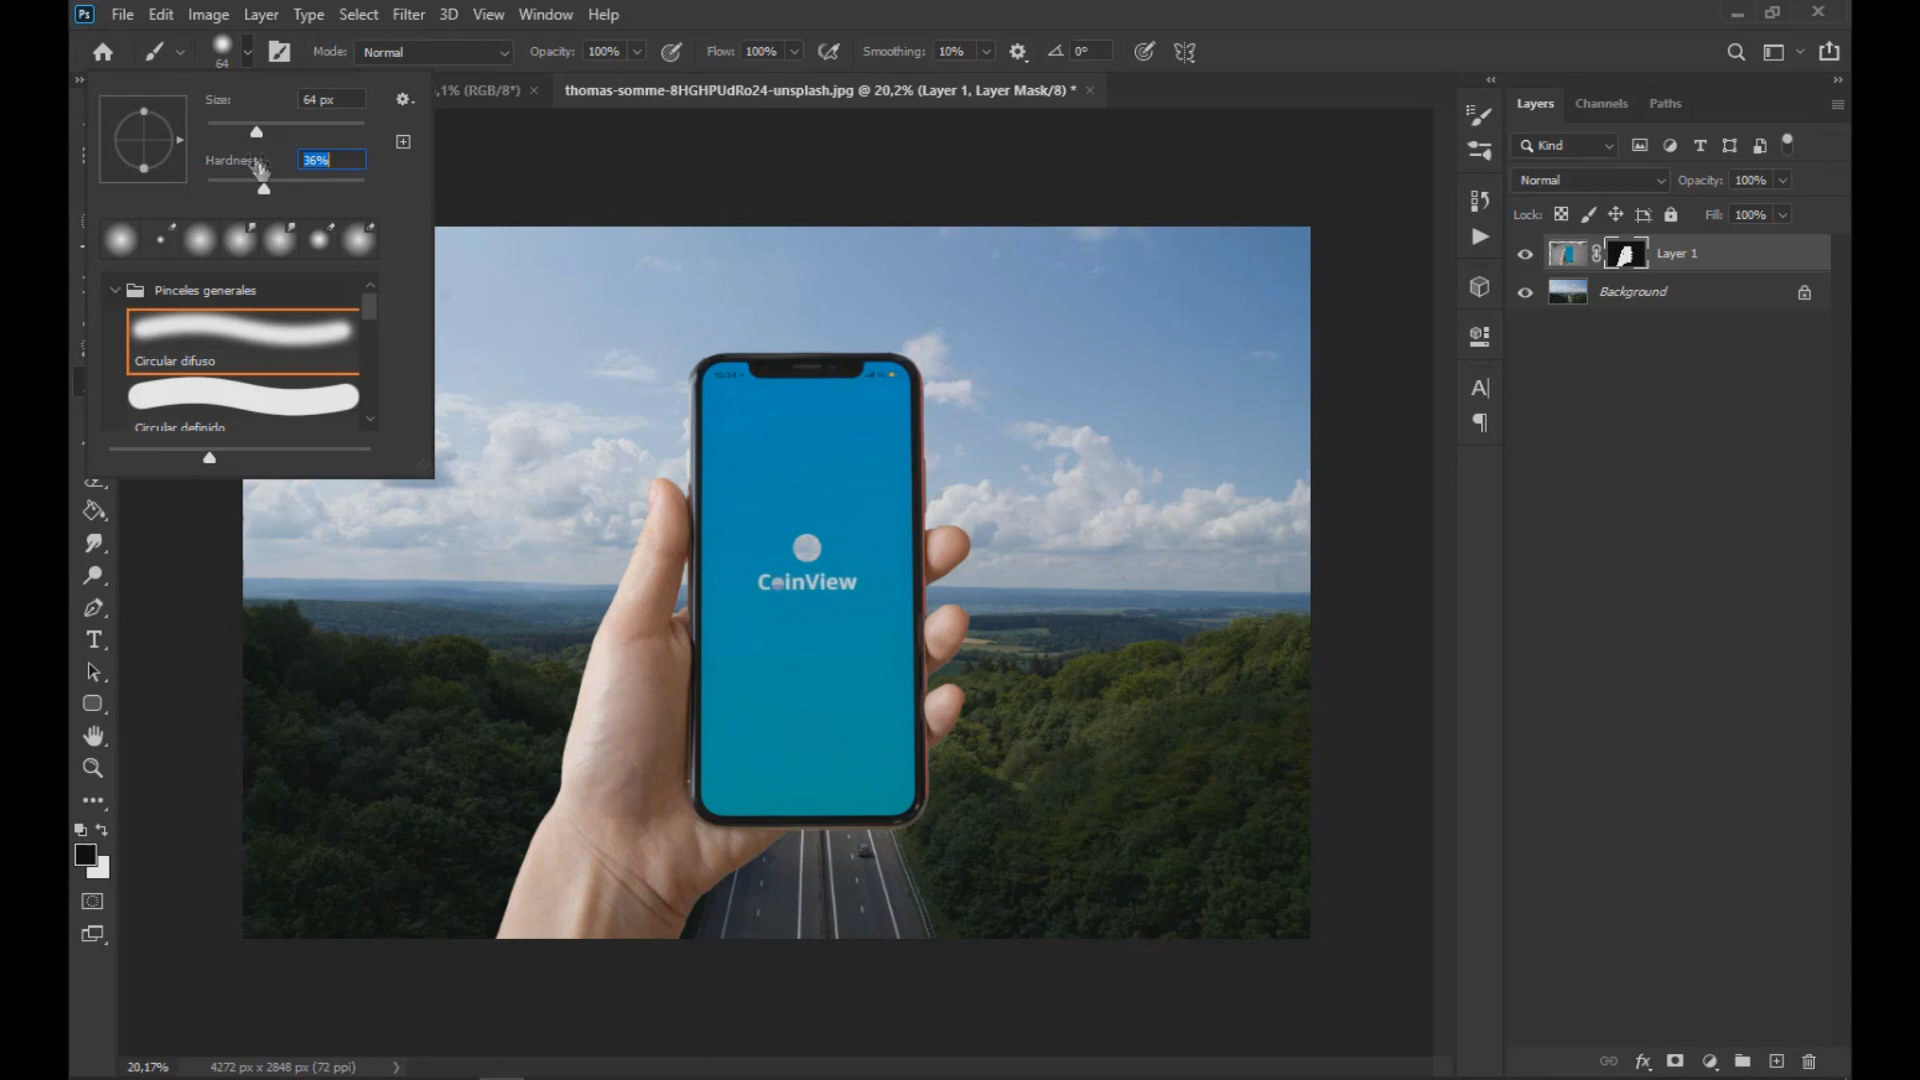 Ps File Edit Image Layer Type Select Filter 3D View Window Help
64 Mode: Normal Opacity: 100% Flow: 100% Smoothing: 10% 0°
,1% (RGB/8*) × thomas-somme-8HGHPUdRo24-unsplash.jpg @ 20,2% (Layer 1, Layer Mask/8) * ×
Size: 64 px
Hardness: 36%
Pinceles generales
Circular difuso
Circular definido
CoinView
Layers Channels Paths
Kind
Normal Opacity: 100%
Lock: Fill: 100%
Layer 1
Background
20,17% 4272 px x 2848 px (72 ppi)